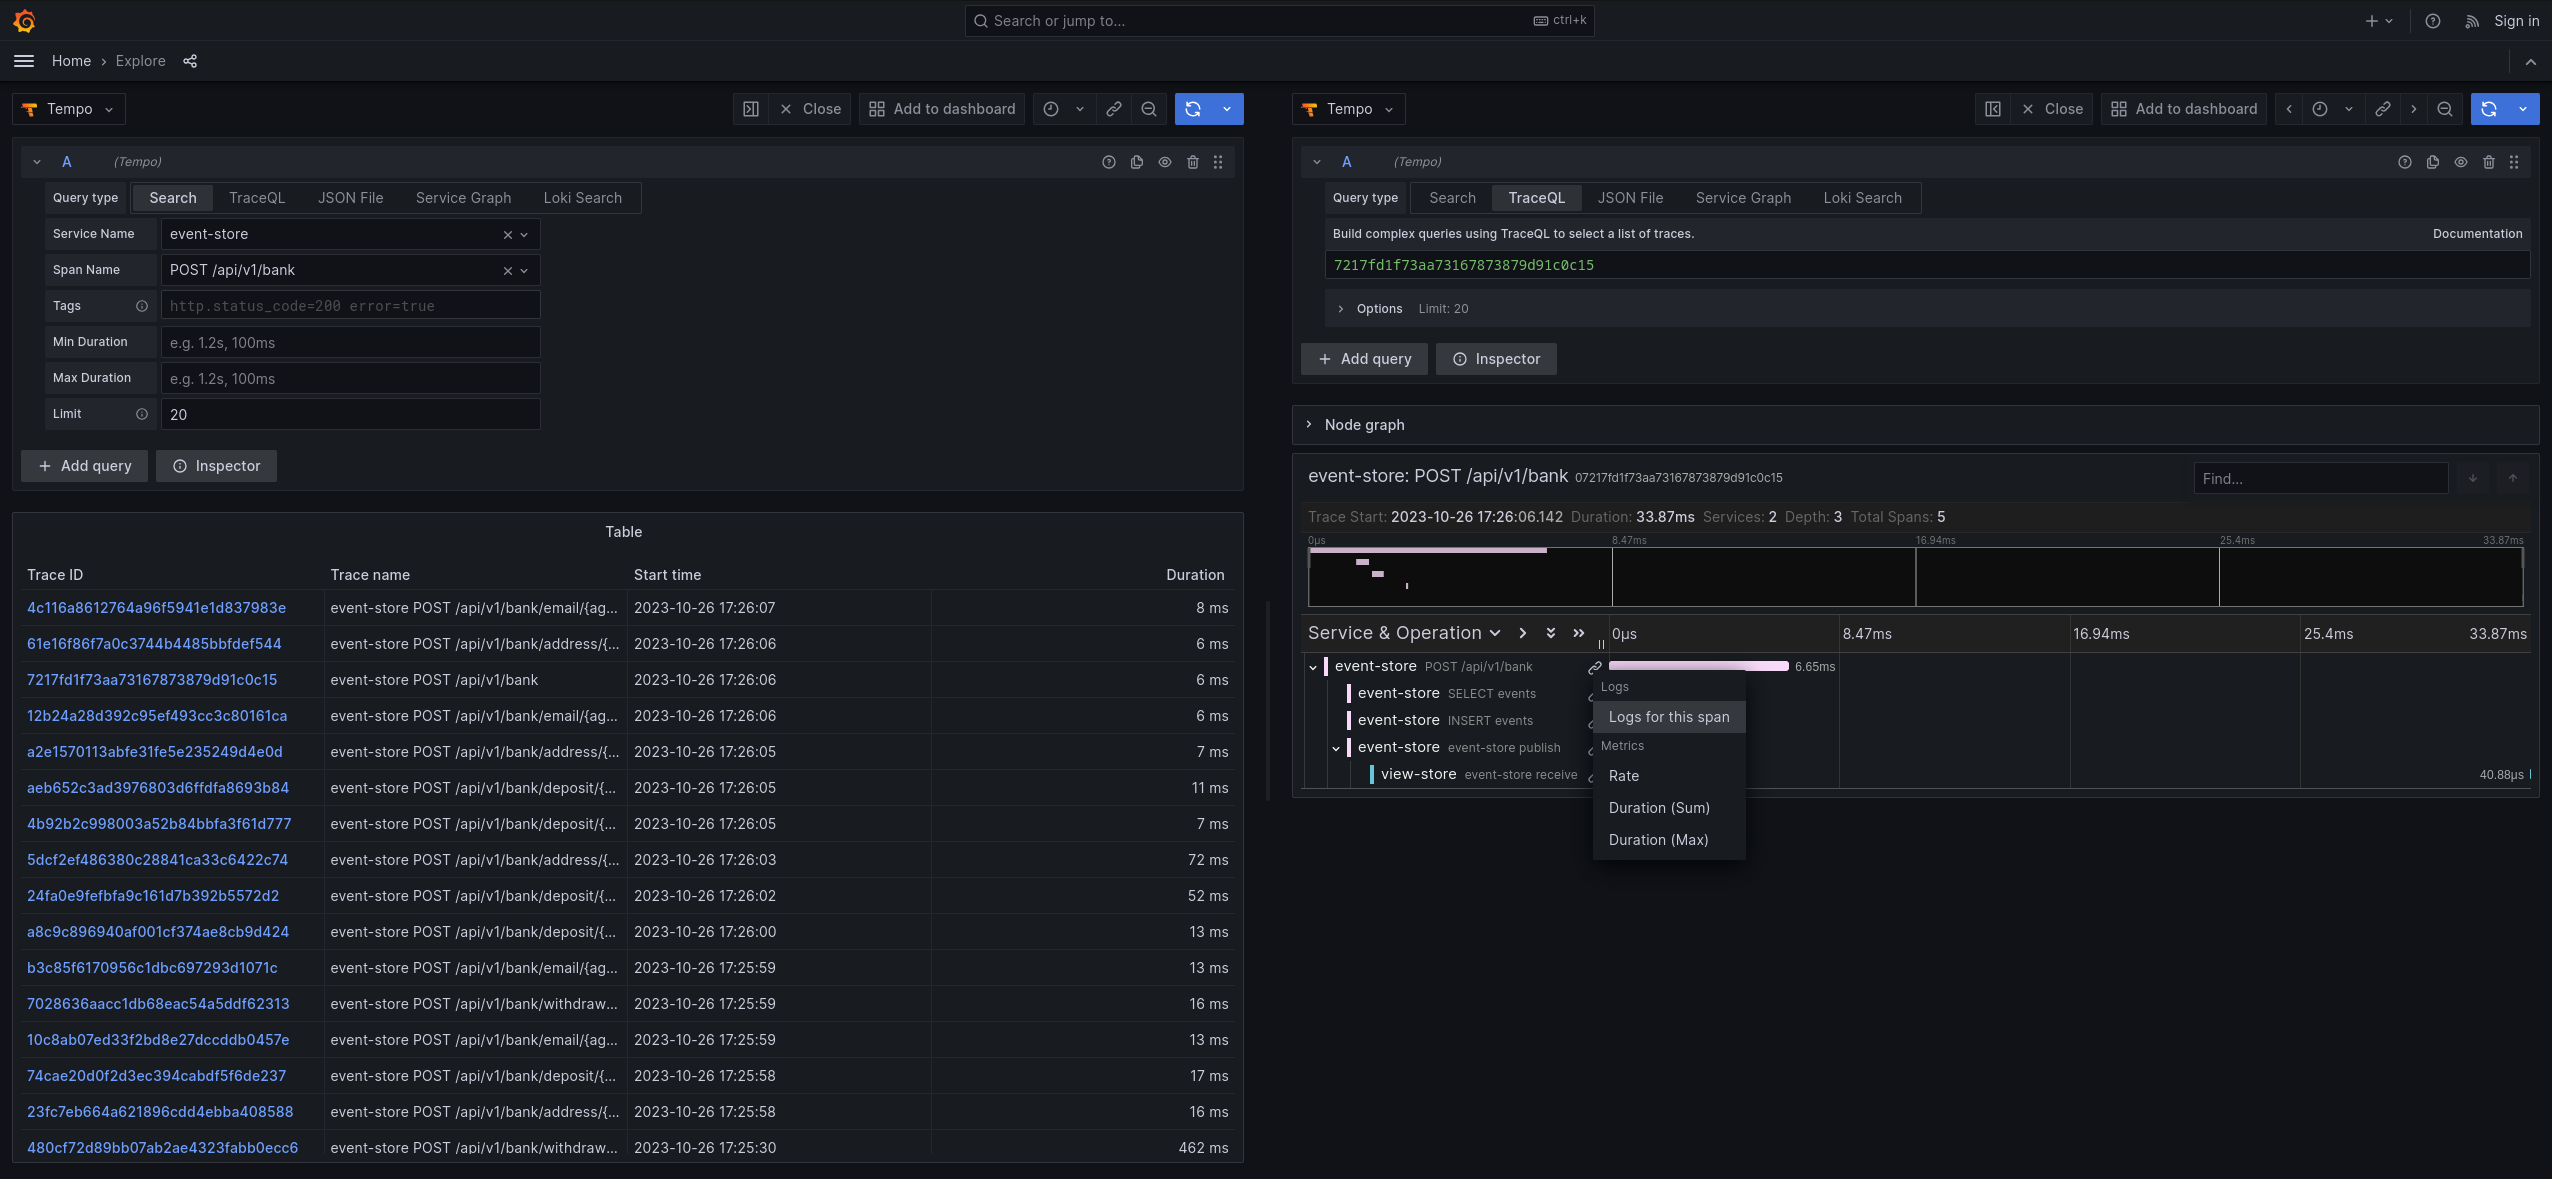 Search or jump to...
ctrl+k
Sign in
Home › Explore
Tempo
Close
Add to dashboard
A (Tempo)
Query type Search TraceQL JSON File Service Graph Loki Search
Service Name event-store
Span Name POST /api/v1/bank
Tags http.status_code=200 error=true
Min Duration e.g. 1.2s, 100ms
Max Duration e.g. 1.2s, 100ms
Limit 20
+ Add query Inspector
Table
Trace ID Trace name Start time Duration
4c116a8612764a96f5941e1d837983e event-store POST /api/v1/bank/email/{ag... 2023-10-26 17:26:07 8 ms
61e16f86f7a0c3744b4485bbfdef544 event-store POST /api/v1/bank/address/{... 2023-10-26 17:26:06 6 ms
7217fd1f73aa73167873879d91c0c15 event-store POST /api/v1/bank 2023-10-26 17:26:06 6 ms
12b24a28d392c95ef493cc3c80161ca event-store POST /api/v1/bank/email/{ag... 2023-10-26 17:26:06 6 ms
a2e1570113abfe31fe5e235249d4e0d event-store POST /api/v1/bank/address/{... 2023-10-26 17:26:05 7 ms
aeb652c3ad3976803d6ffdfa8693b84 event-store POST /api/v1/bank/deposit/{... 2023-10-26 17:26:05 11 ms
4b92b2c998003a52b84bbfa3f61d777 event-store POST /api/v1/bank/deposit/{... 2023-10-26 17:26:05 7 ms
5dcf2ef486380c28841ca33c6422c74 event-store POST /api/v1/bank/address/{... 2023-10-26 17:26:03 72 ms
24fa0e9fefbfa9c161d7b392b5572d2 event-store POST /api/v1/bank/deposit/{... 2023-10-26 17:26:02 52 ms
a8c9c896940af001cf374ae8cb9d424 event-store POST /api/v1/bank/deposit/{... 2023-10-26 17:26:00 13 ms
b3c85f6170956c1dbc697293d1071c event-store POST /api/v1/bank/email/{ag... 2023-10-26 17:25:59 13 ms
7028636aacc1db68eac54a5ddf62313 event-store POST /api/v1/bank/withdraw... 2023-10-26 17:25:59 16 ms
10c8ab07ed33f2bd8e27dccddb0457e event-store POST /api/v1/bank/email/{ag... 2023-10-26 17:25:59 13 ms
74cae20d0f2d3ec394cabdf5f6de237 event-store POST /api/v1/bank/deposit/{... 2023-10-26 17:25:58 17 ms
23fc7eb664a621896cdd4ebba408588 event-store POST /api/v1/bank/address/{... 2023-10-26 17:25:58 16 ms
480cf72d89bb07ab2ae4323fabb0ecc6 event-store POST /api/v1/bank/withdraw... 2023-10-26 17:25:30 462 ms
Tempo
Close
Add to dashboard
A (Tempo)
Query type Search TraceQL JSON File Service Graph Loki Search
Build complex queries using TraceQL to select a list of traces. Documentation
7217fd1f73aa73167873879d91c0c15
Options Limit: 20
+ Add query Inspector
Node graph
event-store: POST /api/v1/bank 07217fd1f73aa73167873879d91c0c15 Find...
Trace Start: 2023-10-26 17:26:06.142 Duration: 33.87ms Services: 2 Depth: 3 Total Spans: 5
0μs 8.47ms 16.94ms 25.4ms 33.87ms
Service & Operation 0μs 8.47ms 16.94ms 25.4ms 33.87ms
event-store POST /api/v1/bank 6.65ms
event-store SELECT events
event-store INSERT events
event-store event-store publish
view-store event-store receive 40.88μs
Logs
Logs for this span
Metrics
Rate
Duration (Sum)
Duration (Max)